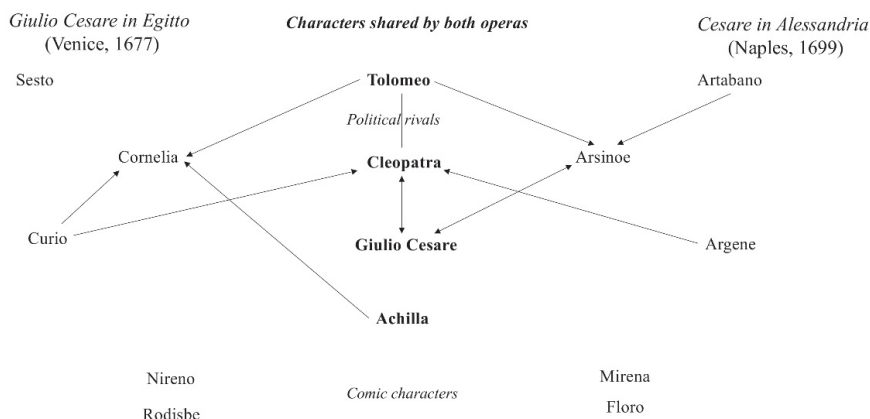 Giulio Cesare in Egitto
(Venice, 1677)
Characters shared by both operas
Cesare in Alessandria
(Naples, 1699)
Sesto
Tolomeo
Artabano
Political rivals
Cornelia
Cleopatra
Arsinoe
Curio
Giulio Cesare
Argene
Achilla
Nireno
Comic characters
Mirena
Rodisbe
Floro